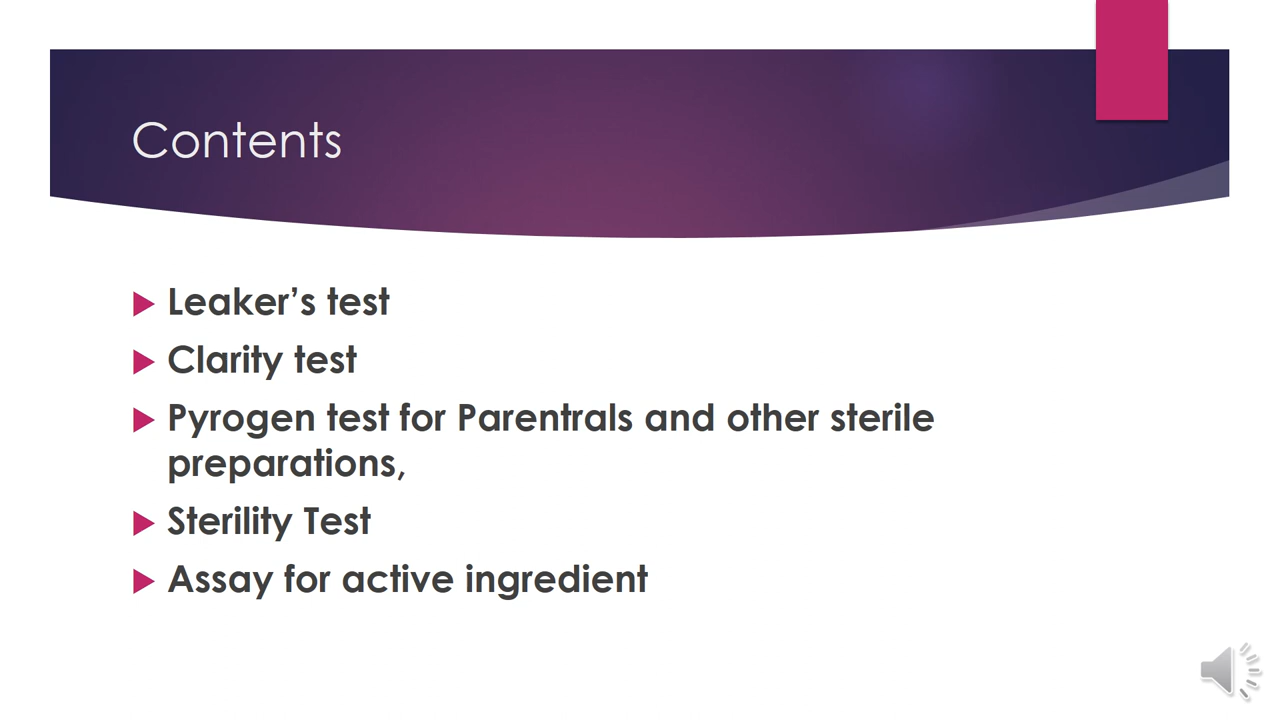 Contents
Leaker’s test
Clarity test
Pyrogen test for Parentrals and other sterile
preparations,
Sterility Test
Assay for active ingredient